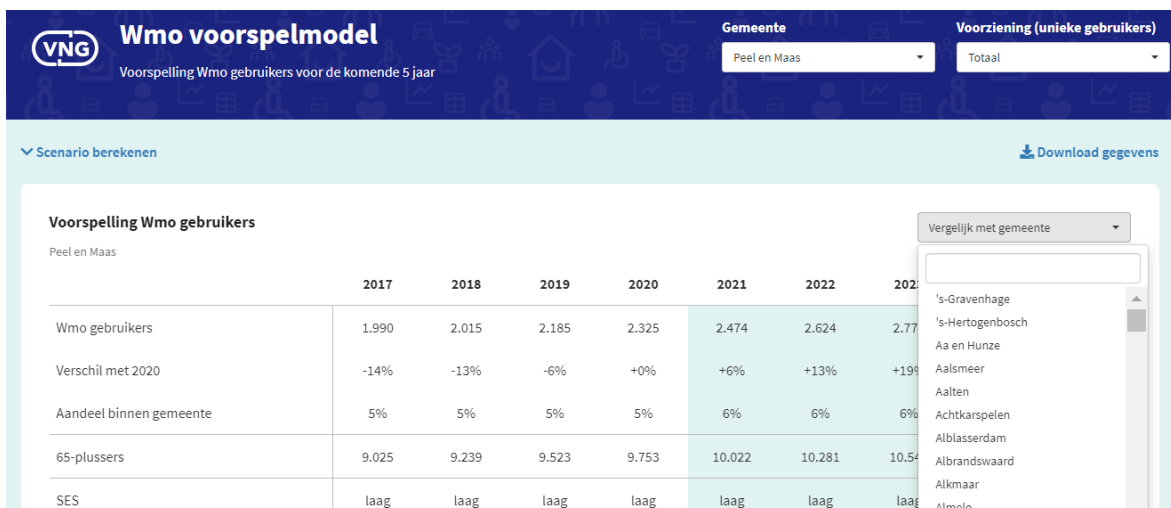 VNG
Wmo voorspelmodel
Voorspelling Wmo gebruikers voor de komende 5 jaar
Gemeente
Peel en Maas
Voorziening (unieke gebruikers)
Totaal
Scenario berekenen
Download gegevens
Voorspelling Wmo gebruikers
Peel en Maas
Vergelijk met gemeente
2017 2018 2019 2020 2021 2022
Wmo gebruikers 1.990 2.015 2.185 2.325 2.474 2.624
Verschil met 2020 -14% -13% -6% +0% +6% +13%
Aandeel binnen gemeente 5% 5% 5% 5% 6% 6% 6%
65-plussers 9.025 9.239 9.523 9.753 10.022 10.281
SES laag laag laag laag laag laag laag
's-Gravenhage
's-Hertogenbosch
Aa en Hunze
Aalsmeer
Aalten
Achtkarspelen
Alblasserdam
Albrandswaard
Alkmaar
Almelo